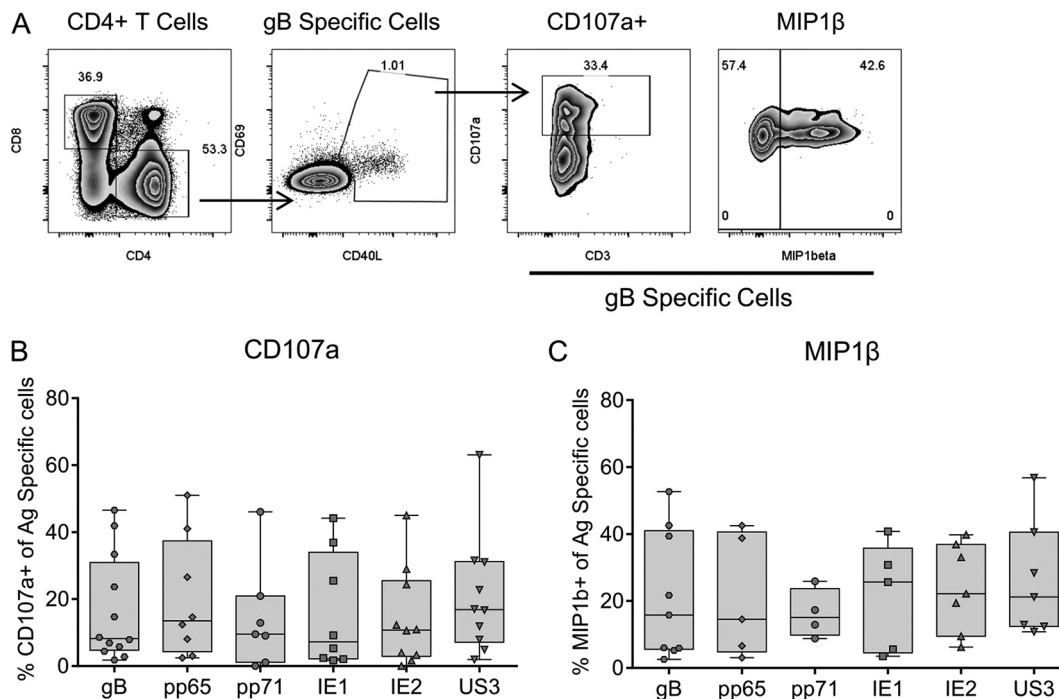 A
CD4+ T Cells
gB Specific Cells
CD107a+
MIP1β
36.9
53.3
CD8
CD4
1.01
CD69
CD40L
33.4
CD107a
CD3
57.4
42.6
0
0
MIP1beta
gB Specific Cells
B
CD107a
% CD107a+ of Ag Specific cells
80
60
40
20
0
gB pp65 pp71 IE1 IE2 US3
C
MIP1β
% MIP1b+ of Ag Specific cells
80
60
40
20
0
gB pp65 pp71 IE1 IE2 US3